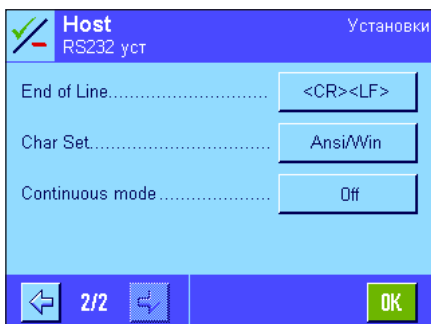 Host
Установки
RS232 уст
End of Line............................ <CR><LF>
Char Set................................ Ansi/Win
Continuous mode.................... Off
2/2
OK